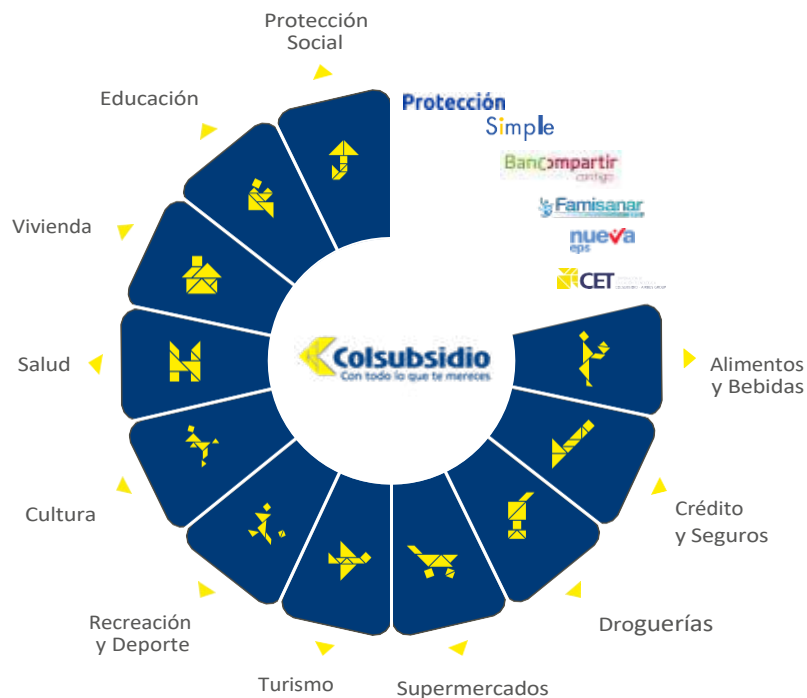 Protección
Social
Educación
Vivienda
Salud
Cultura
Recreación
y Deporte
Turismo
Supermercados
Droguerías
Crédito
y Seguros
Alimentos
y Bebidas
Protección
Simple
Bancompartir
contigo
Famisanar
nueva
eps
CET
Colsubsidio
Con todo lo que te mereces